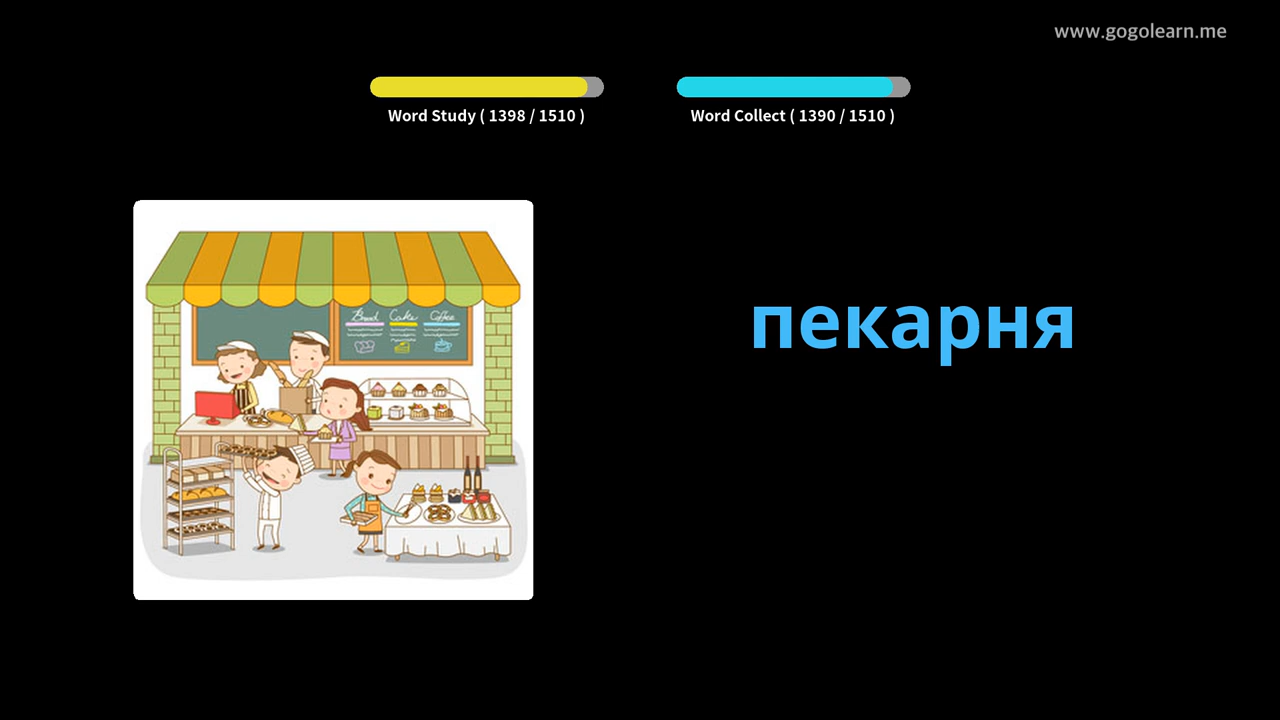 www.gogolearn.me
Word Study ( 1398 / 1510 )
Word Collect ( 1390 / 1510 )
Bread Cake Coffee
пекарня